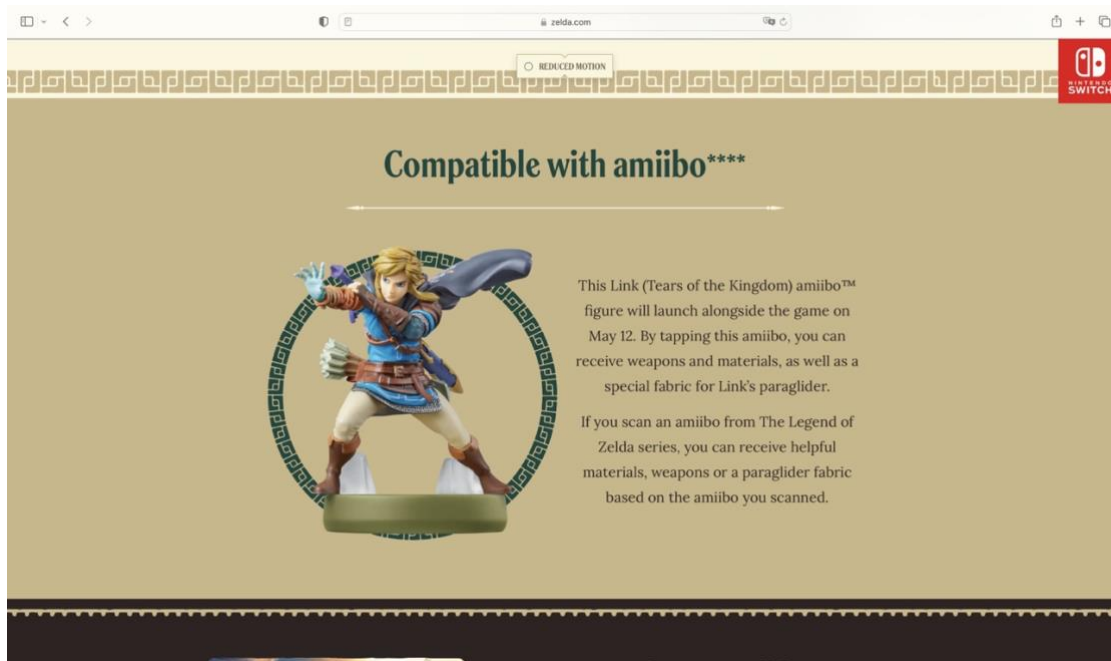 zelda.com
REDUCED MOTION
NINTENDO
SWITCH
Compatible with amiibo****
This Link (Tears of the Kingdom) amiibo™
figure will launch alongside the game on
May 12. By tapping this amiibo, you can
receive weapons and materials, as well as a
special fabric for Link's paraglider.
If you scan an amiibo from The Legend of
Zelda series, you can receive helpful
materials, weapons or a paraglider fabric
based on the amiibo you scanned.